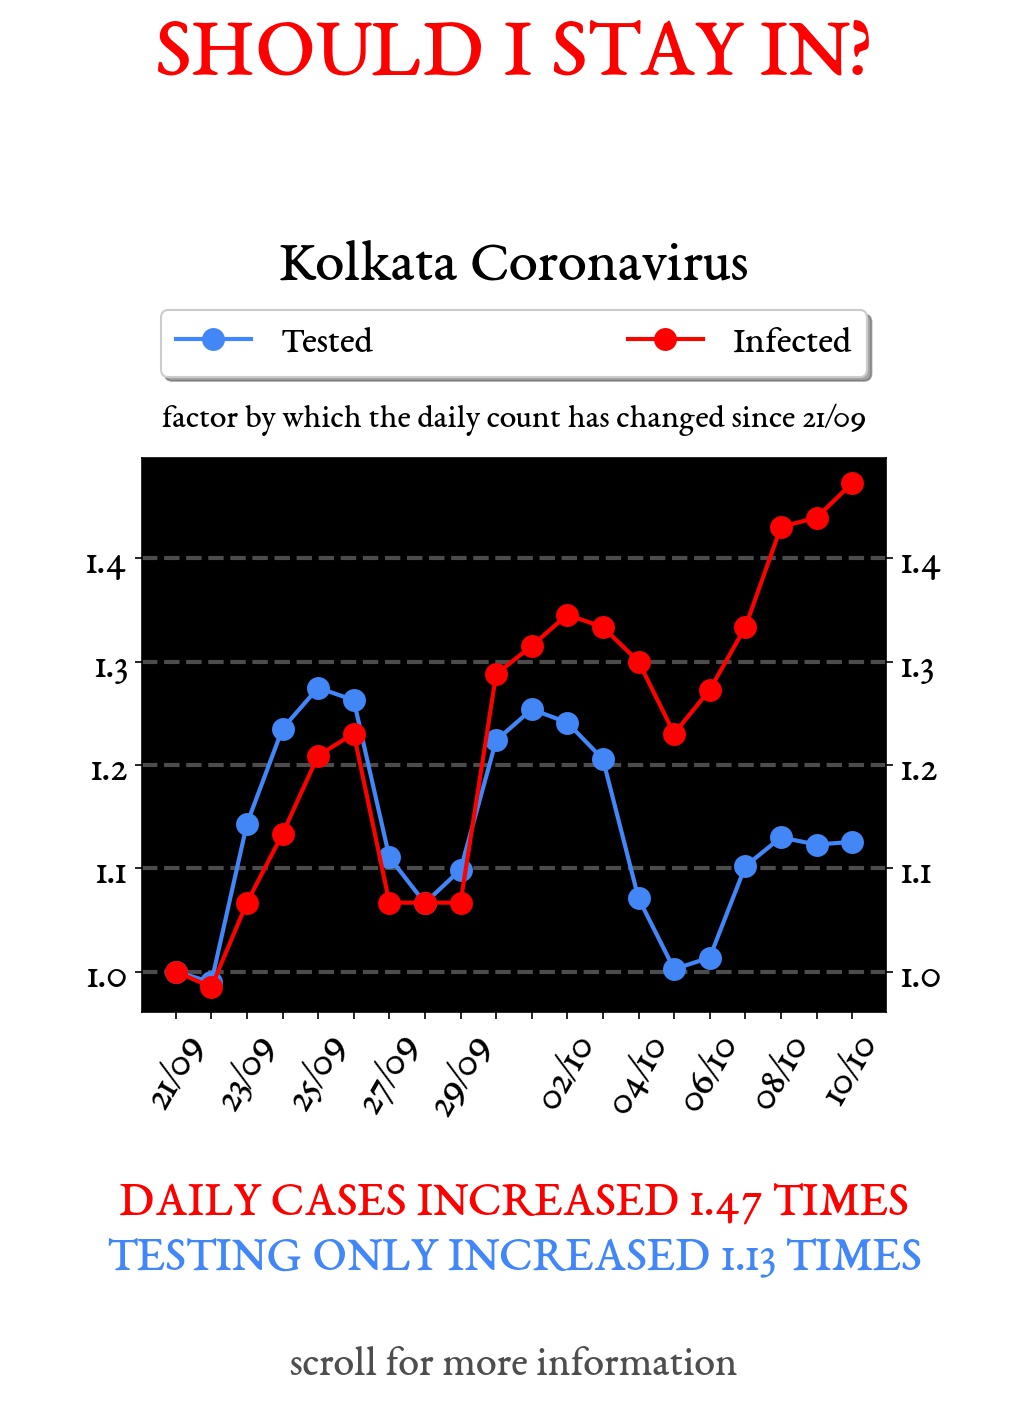 SHOULD I STAY IN?
Kolkata Coronavirus
Tested Infected
factor by which the daily count has changed since 21/09
1.4 1.4
1.3 1.3
1.2 1.2
1.1 1.1
1.0 1.0
21/09 23/09 25/09 27/09 29/09 02/10 04/10 06/10 08/10 10/10
DAILY CASES INCREASED 1.47 TIMES
TESTING ONLY INCREASED 1.13 TIMES
scroll for more information